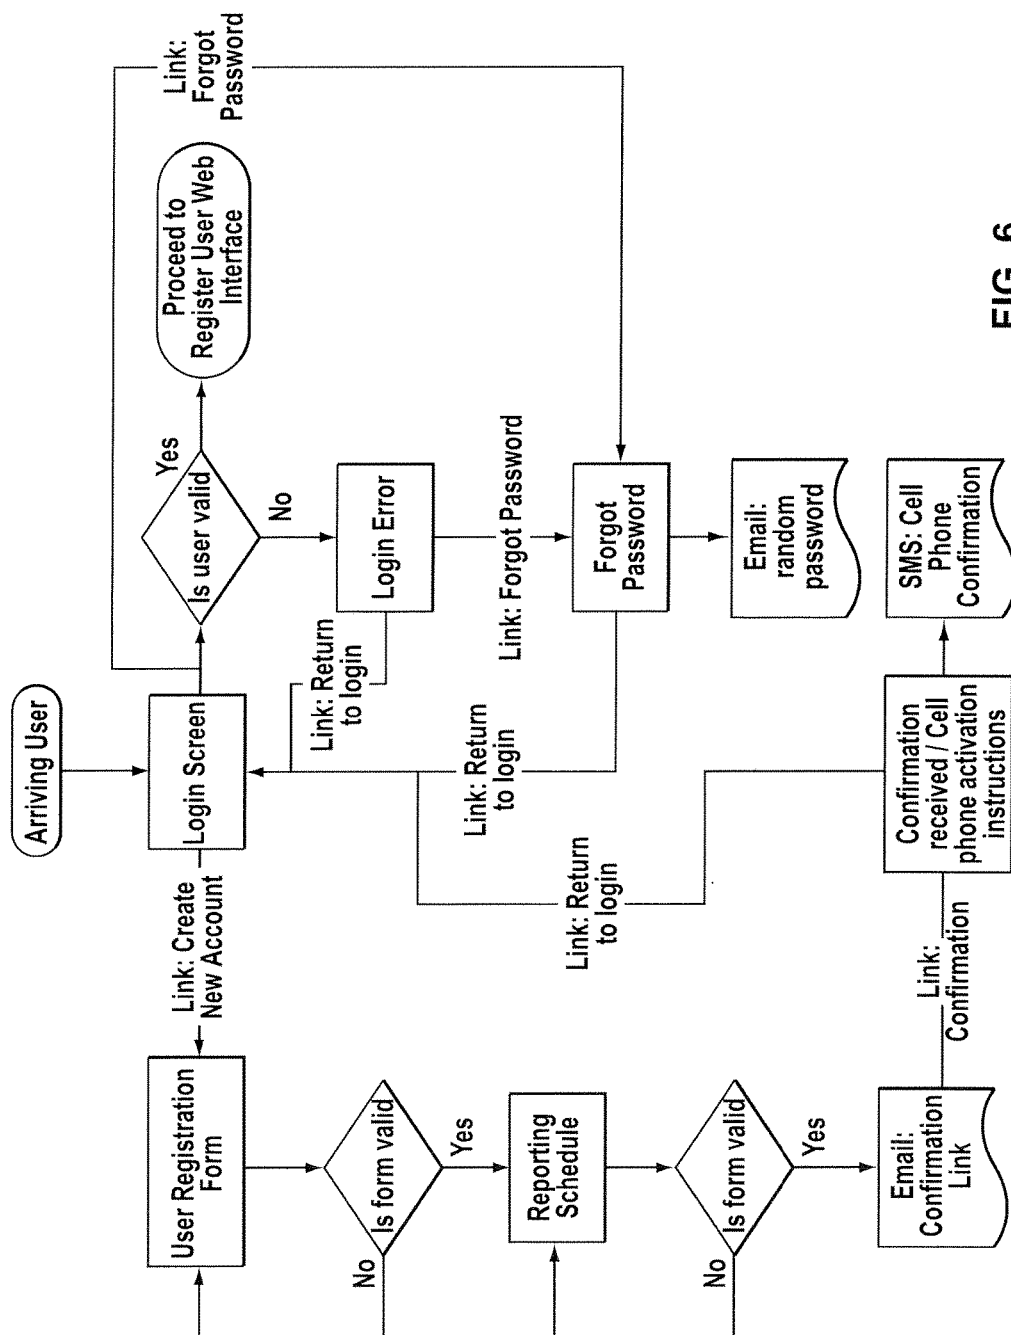 Arriving User
Link: Create
New Account
Login Screen
Is user valid
Yes
Proceed to
Register User Web
Interface
Link:
Forgot
Password
User Registration
Form
No
Link: Return
to login
Login Error
Is form valid
No
Yes
Link: Return
to login
Link: Forgot Password
Reporting
Schedule
Link: Return
to login
Forgot
Password
Is form valid
No
Yes
Email:
random
password
Email:
Confirmation
Link
Link:
Confirmation
Confirmation
received / Cell
phone activation
instructions
SMS: Cell
Phone
Confirmation
FIG. 6